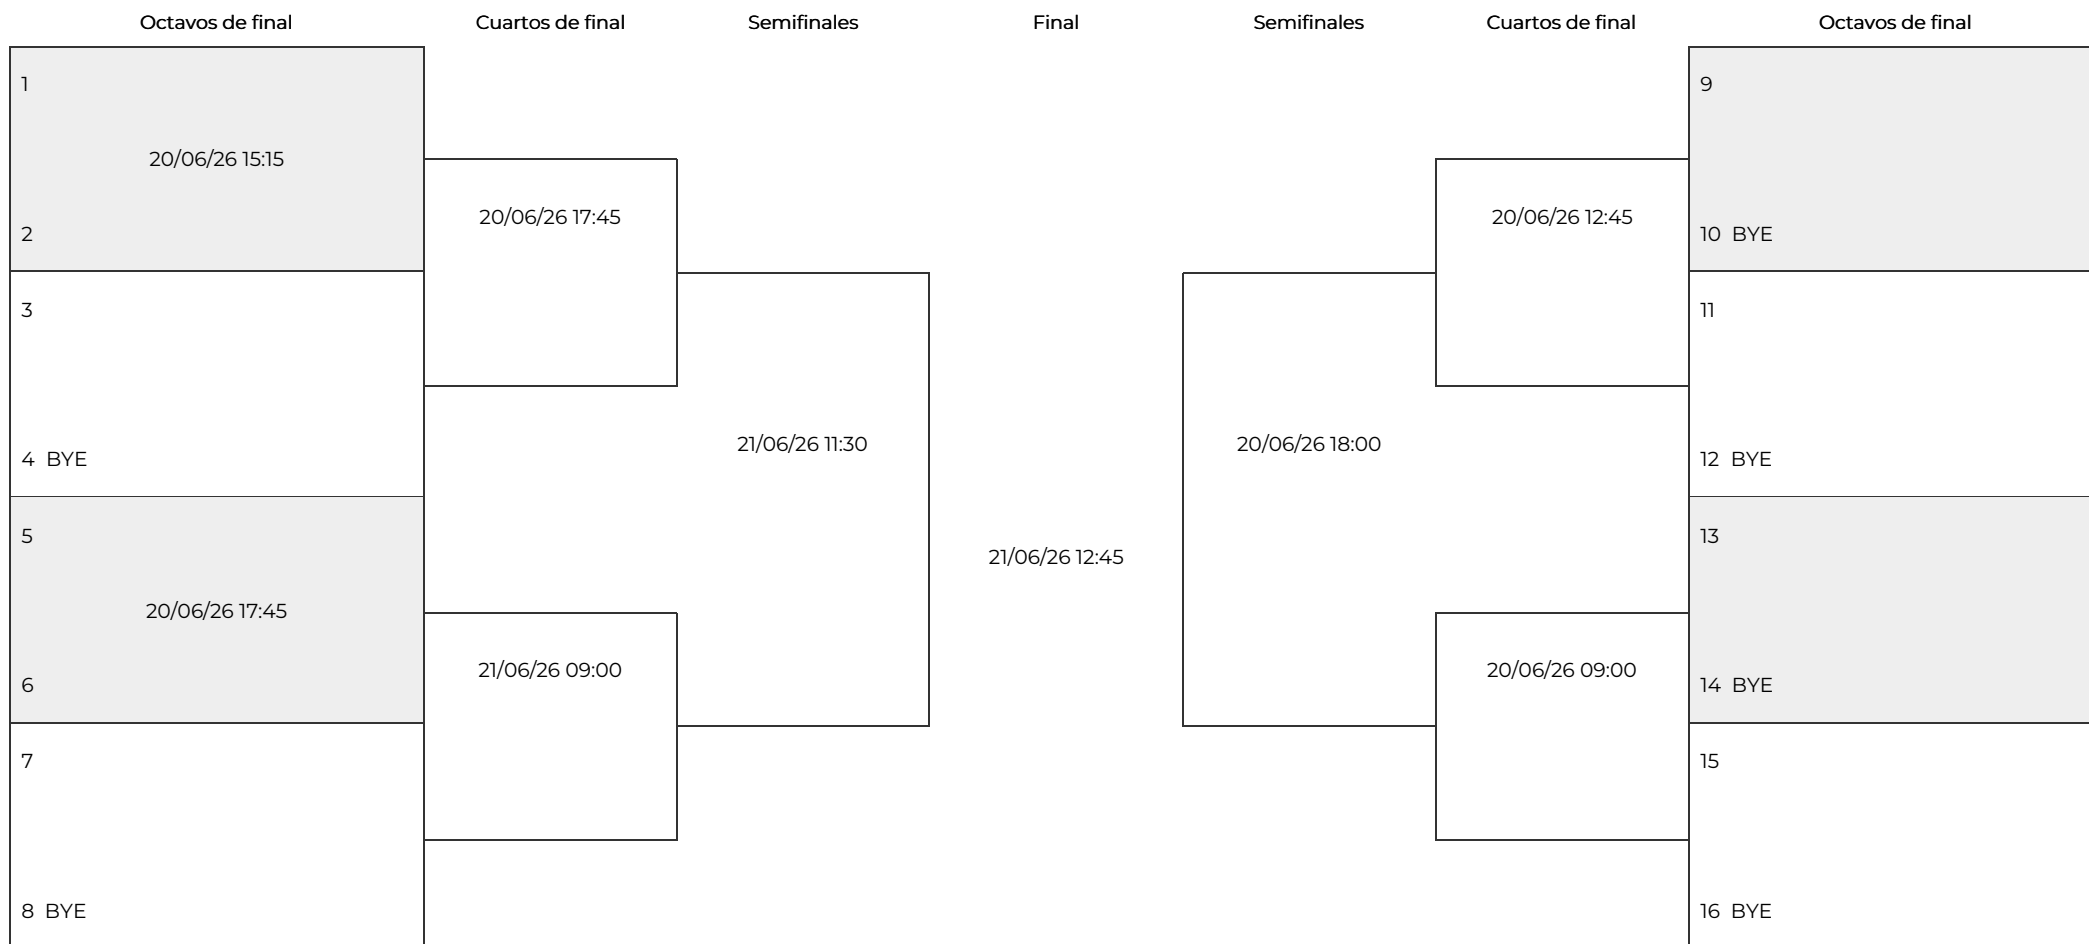 Octavos de final Cuartos de final Semifinales Final Semifinales Cuartos de final Octavos de final
1 9
20/06/26 15:15
20/06/26 17:45 20/06/26 12:45
2 10 BYE
3 11
21/06/26 11:30 20/06/26 18:00
4 BYE 12 BYE
5 13
21/06/26 12:45
20/06/26 17:45
21/06/26 09:00 20/06/26 09:00
6 14 BYE
7 15
8 BYE 16 BYE